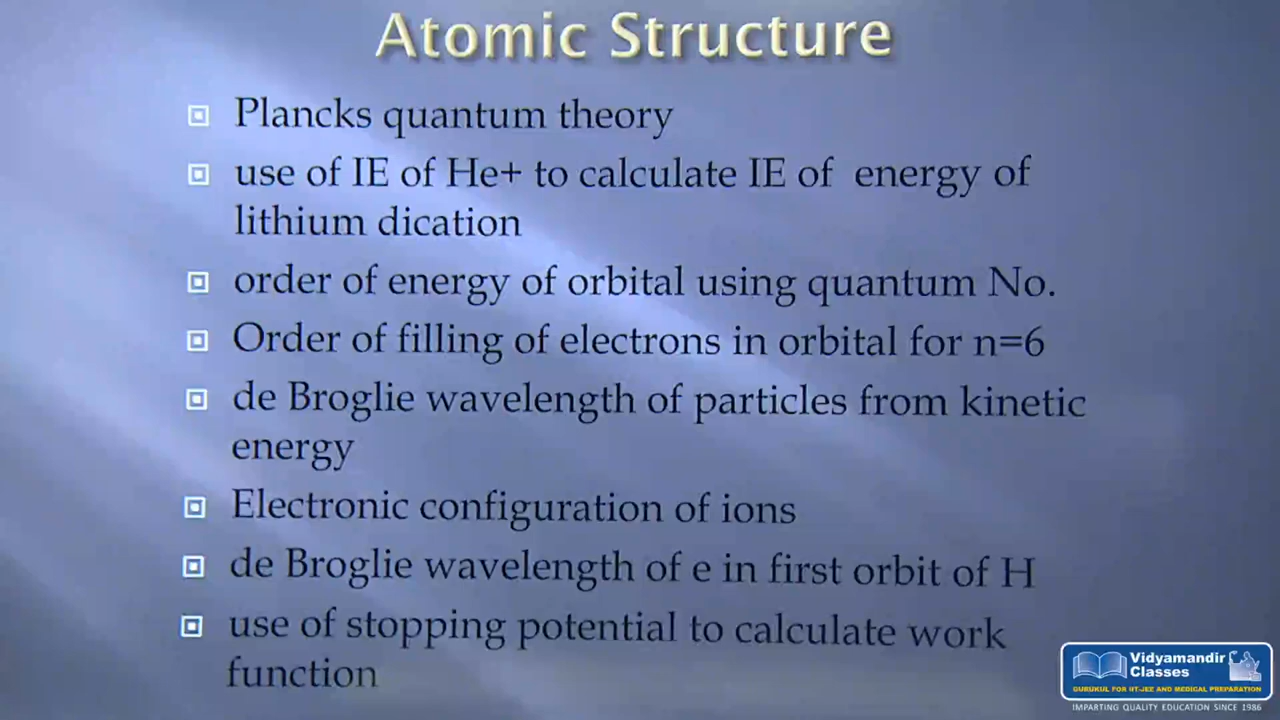 Atomic Structure
Plancks quantum theory
use of IE of He+ to calculate IE of energy of
lithium dication
order of energy of orbital using quantum No.
Order of filling of electrons in orbital for n=6
de Broglie wavelength of particles from kinetic
energy
Electronic configuration of ions
de Broglie wavelength of e in first orbit of H
use of stopping potential to calculate work
function
Vidyamandir
Classes
GURUKUL FOR IIT-JEE AND MEDICAL PREPARATION
IMPARTING QUALITY EDUCATION SINCE 1986